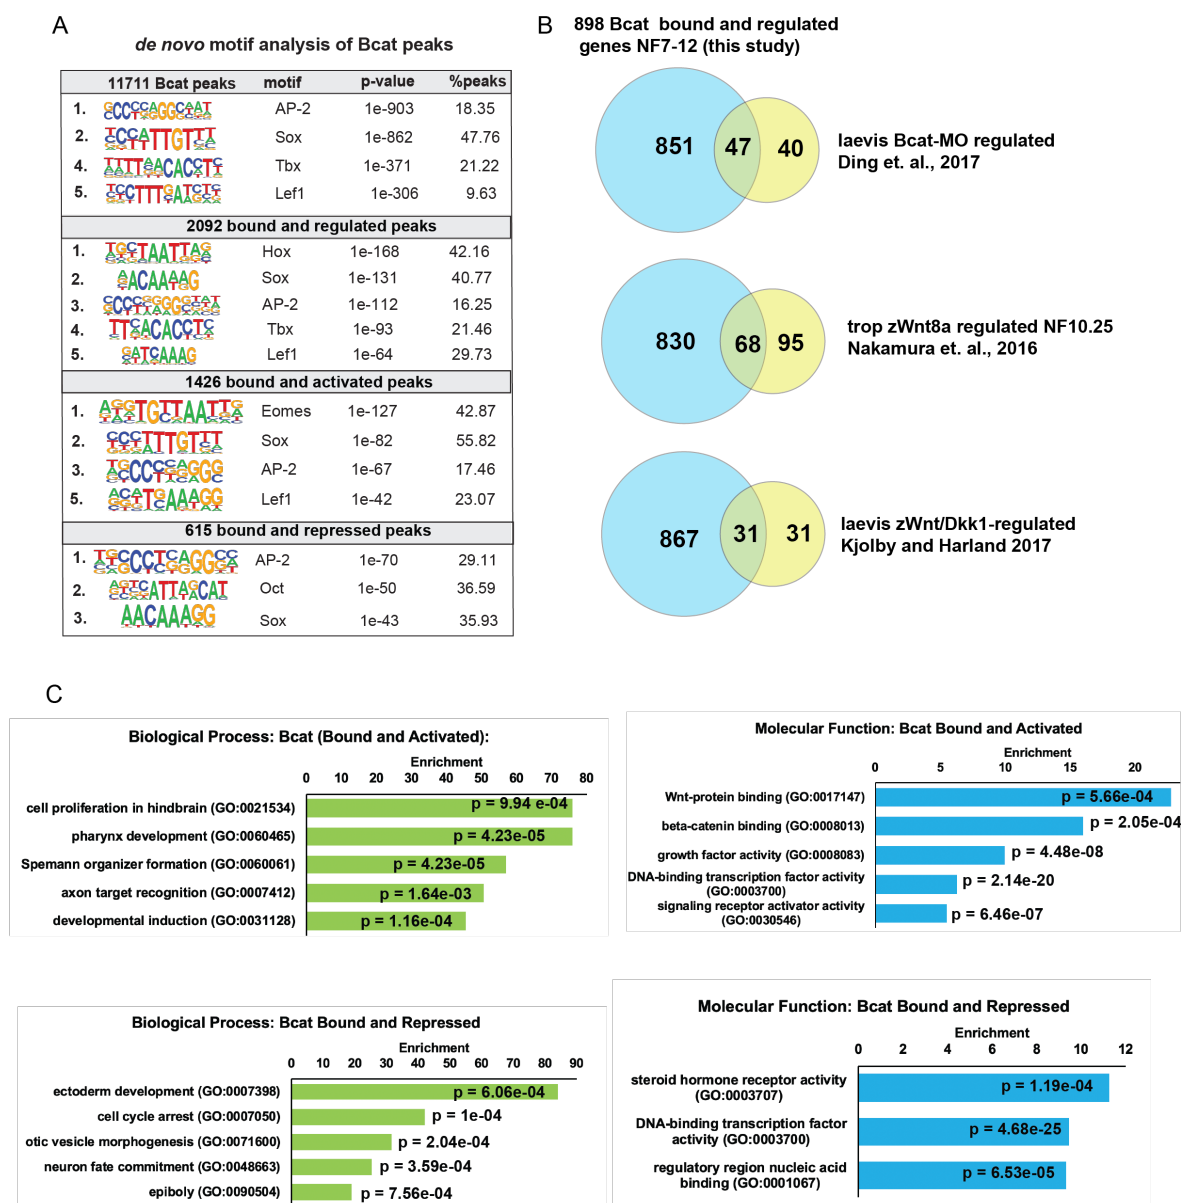 A
de novo motif analysis of Bcat peaks
11711 Bcat peaks motif p-value %peaks
1. AP-2 1e-903 18.35
2. Sox 1e-862 47.76
4. Tbx 1e-371 21.22
5. Lef1 1e-306 9.63
2092 bound and regulated peaks
1. Hox 1e-168 42.16
2. Sox 1e-131 40.77
3. AP-2 1e-112 16.25
4. Tbx 1e-93 21.46
5. Lef1 1e-64 29.73
1426 bound and activated peaks
1. Eomes 1e-127 42.87
2. Sox 1e-82 55.82
3. AP-2 1e-67 17.46
5. Lef1 1e-42 23.07
615 bound and repressed peaks
1. AP-2 1e-70 29.11
2. Oct 1e-50 36.59
3. AACAAAGG Sox 1e-43 35.93
B
898 Bcat bound and regulated
genes NF7-12 (this study)
851 47 40
laevis Bcat-MO regulated
Ding et. al., 2017
830 68 95
trop zWnt8a regulated NF10.25
Nakamura et. al., 2016
867 31 31
laevis zWnt/Dkk1-regulated
Kjolby and Harland 2017
C
Biological Process: Bcat (Bound and Activated):
Enrichment
0 10 20 30 40 50 60 70 80
cell proliferation in hindbrain (GO:0021534) p = 9.94 e-04
pharynx development (GO:0060465) p = 4.23e-05
Spemann organizer formation (GO:0060061) p = 4.23e-05
axon target recognition (GO:0007412) p = 1.64e-03
developmental induction (GO:0031128) p = 1.16e-04
Molecular Function: Bcat Bound and Activated
Enrichment
0 5 10 15 20
Wnt-protein binding (GO:0017147) p = 5.66e-04
beta-catenin binding (GO:0008013) p = 2.05e-04
growth factor activity (GO:0008083) p = 4.48e-08
DNA-binding transcription factor activity
(GO:0003700) p = 2.14e-20
signaling receptor activator activity
(GO:0030546) p = 6.46e-07
Biological Process: Bcat Bound and Repressed
Enrichment
0 10 20 30 40 50 60 70 80 90
ectoderm development (GO:0007398) p = 6.06e-04
cell cycle arrest (GO:0007050) p = 1e-04
otic vesicle morphogenesis (GO:0071600) p = 2.04e-04
neuron fate commitment (GO:0048663) p = 3.59e-04
epiboly (GO:0090504) p = 7.56e-04
Molecular Function: Bcat Bound and Repressed
Enrichment
0 2 4 6 8 10 12
steroid hormone receptor activity
(GO:0003707) p = 1.19e-04
DNA-binding transcription factor
activity (GO:0003700) p = 4.68e-25
regulatory region nucleic acid
binding (GO:0001067) p = 6.53e-05